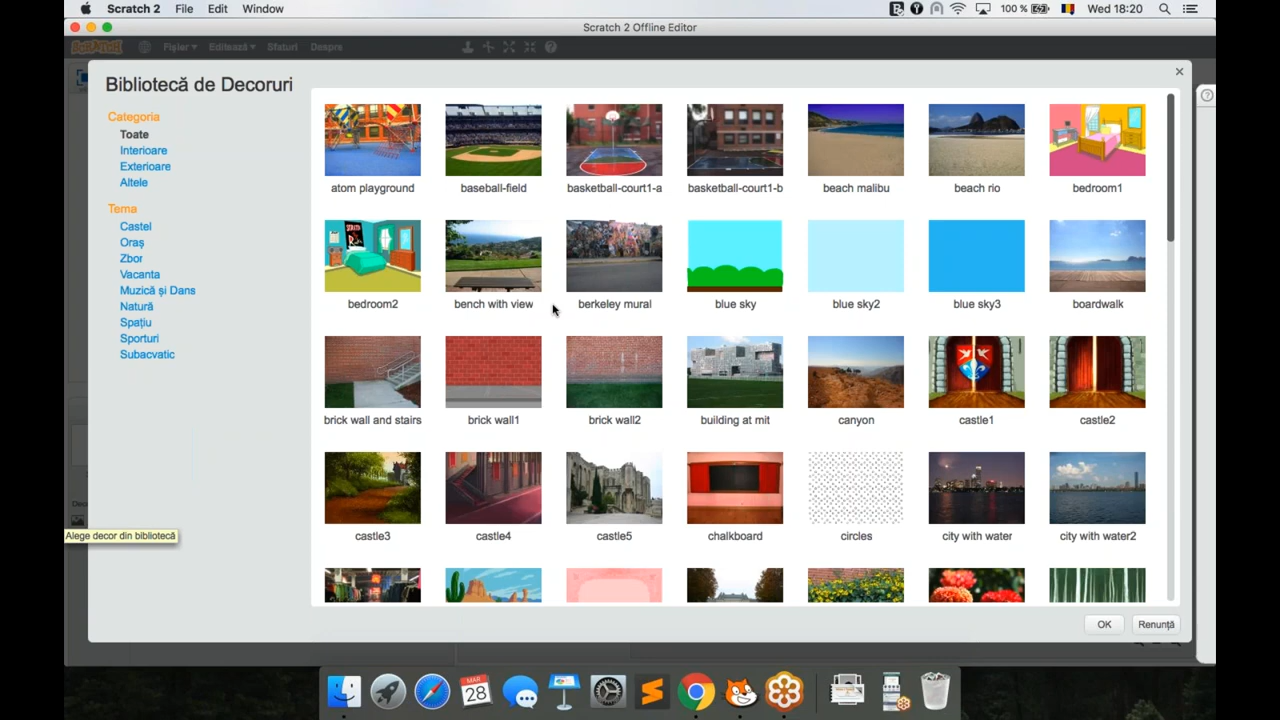 Scratch 2 File Edit Window 100 % Wed 18:20
Scratch 2 Offline Editor
SCRATCH Fișier Editează Sfaturi Despre
Bibliotecă de Decoruri
Categoria
Toate
Interioare
Exterioare
Altele
Tema
Castel
Oraș
Zbor
Vacanta
Muzică și Dans
Natură
Spațiu
Sporturi
Subacvatic
atom playground baseball-field basketball-court1-a basketball-court1-b beach malibu beach rio bedroom1
bedroom2 bench with view berkeley mural blue sky blue sky2 blue sky3 boardwalk
brick wall and stairs brick wall1 brick wall2 building at mit canyon castle1 castle2
castle3 castle4 castle5 chalkboard circles city with water city with water2
Alege decor din bibliotecă
OK Renunță
MAR
28